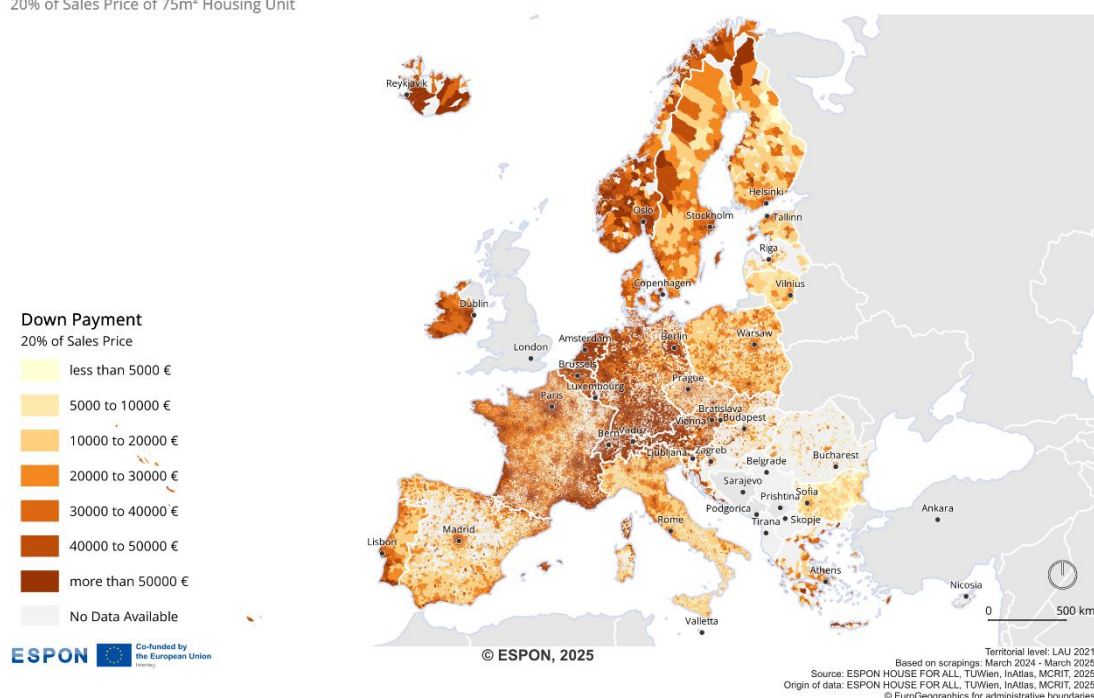 20% of Sales Price of 75m² Housing Unit
Reykjavik
Oslo
Helsinki
Stockholm
Tallinn
Riga
Copenhagen
Vilnius
Dublin
London
Amsterdam
Berlin
Warsaw
Brussels
Luxembourg
Prague
Paris
Bratislava
Vienna
Budapest
Bern
Vaduz
Ljubljana
Zagreb
Belgrade
Bucharest
Sarajevo
Prishtina
Sofia
Podgorica
Skopje
Tirana
Ankara
Madrid
Rome
Lisbon
Athens
Nicosia
Valletta
Down Payment
20% of Sales Price
less than 5000 €
5000 to 10000 €
10000 to 20000 €
20000 to 30000 €
30000 to 40000 €
40000 to 50000 €
more than 50000 €
No Data Available
ESPON
Co-funded by
the European Union
Interreg
© ESPON, 2025
0 500 km
Territorial level: LAU 2021
Based on scrapings: March 2024 - March 2025
Source: ESPON HOUSE FOR ALL, TUWien, InAtlas, MCRIT, 2025
Origin of data: ESPON HOUSE FOR ALL, TUWien, InAtlas, MCRIT, 2025
© EuroGeographics for administrative boundaries